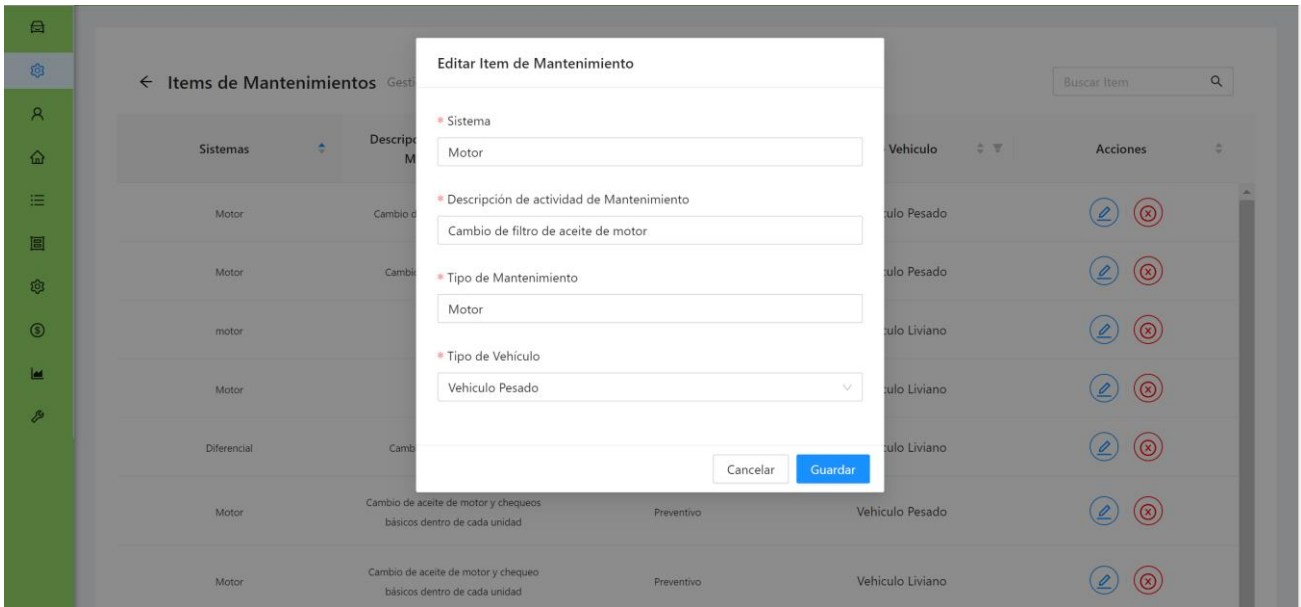 Editar Item de Mantenimiento
← Items de Mantenimientos Gesti
Buscar Item
* Sistema
Motor
Sistemas
Descripc
M
Vehiculo
Acciones
* Descripción de actividad de Mantenimiento
Cambio de filtro de aceite de motor
Motor
Cambio d
culo Pesado
* Tipo de Mantenimiento
Motor
Motor
Cambi
culo Pesado
motor
culo Liviano
* Tipo de Vehículo
Vehiculo Pesado
Motor
culo Liviano
Diferencial
Camb
culo Liviano
Cancelar
Guardar
Motor
Cambio de aceite de motor y chequeos
básicos dentro de cada unidad
Preventivo
Vehiculo Pesado
Motor
Cambio de aceite de motor y chequeo
básicos dentro de cada unidad
Preventivo
Vehiculo Liviano